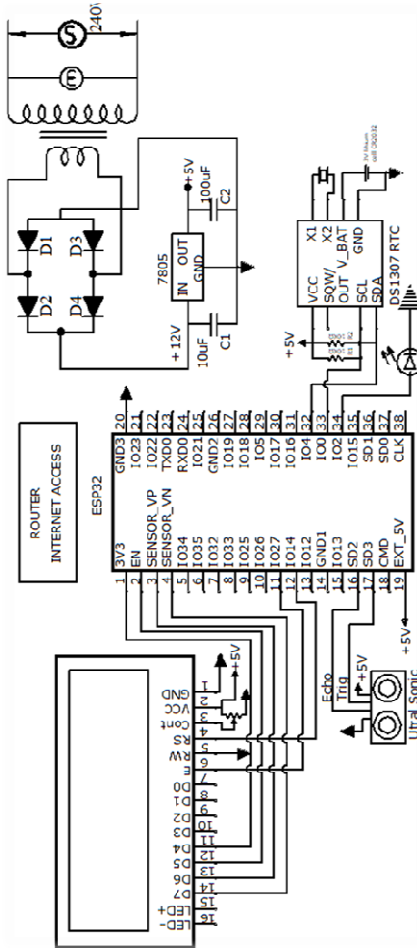 S
240V
E
D1
D3
D2
D4
+5V
100uF
C2
7805
IN
OUT
GND
+12V
10uF
C1
ROUTER
INTERNET ACCESS
ESP32
X1
X2
V_BAT
GND
VCC
SQW/
OUT
SCL
SDA
DS1307 RTC
+5V
1 3V3
2 EN
3 SENSOR_VP
4 SENSOR_VN
5 IO34
6 IO35
7 IO32
8 IO33
9 IO25
10 IO26
11 IO27
12 IO14
13 IO12
14 GND1
15 IO13
16 SD2
17 SD3
18 CMD
19 EXT_5V
GND3 20
IO23 21
IO22 22
TXD0 23
RXD0 24
IO21 25
GND2 26
IO19 27
IO18 28
IO5 29
IO17 30
IO16 31
IO4 32
IO0 33
IO2 34
IO15 35
SD1 36
SD0 37
CLK 38
+5V
GND 1
VCC 2
Cont 3
RS 4
RW 5
E 6
D0 7
D1 8
D2 9
D3 10
D4 11
D5 12
D6 13
D7 14
LED+ 15
LED- 16
+5V
Echo
Trig
+5V
Utral Sonic